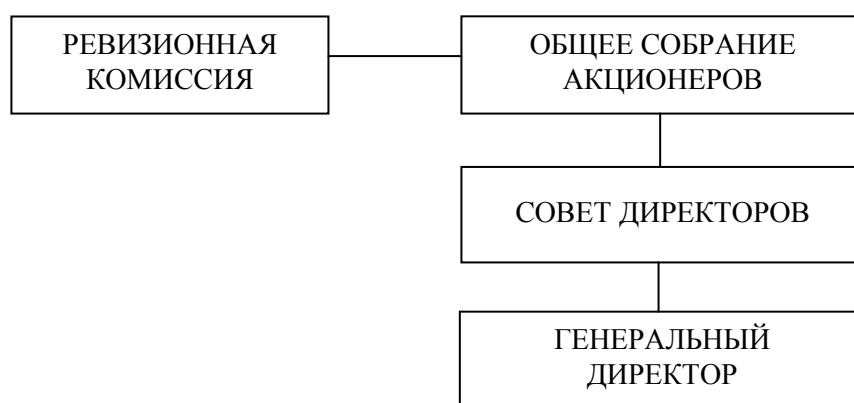 РЕВИЗИОННАЯ
КОМИССИЯ
ОБЩЕЕ СОБРАНИЕ
АКЦИОНЕРОВ
СОВЕТ ДИРЕКТОРОВ
ГЕНЕРАЛЬНЫЙ
ДИРЕКТОР